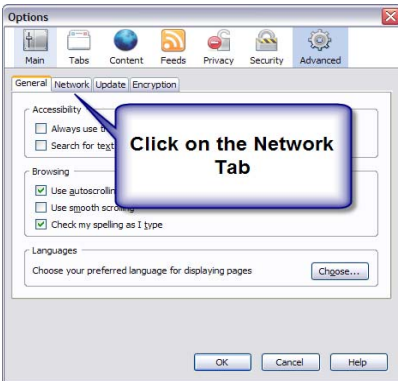 Options
Main Tabs Content Feeds Privacy Security Advanced
General Network Update Encryption
Accessibility
Always use
Search for text
Click on the Network
Tab
Browsing
Use autoscrolling
Use smooth scrolling
Check my spelling as I type
Languages
Choose your preferred language for displaying pages
Choose...
OK Cancel Help